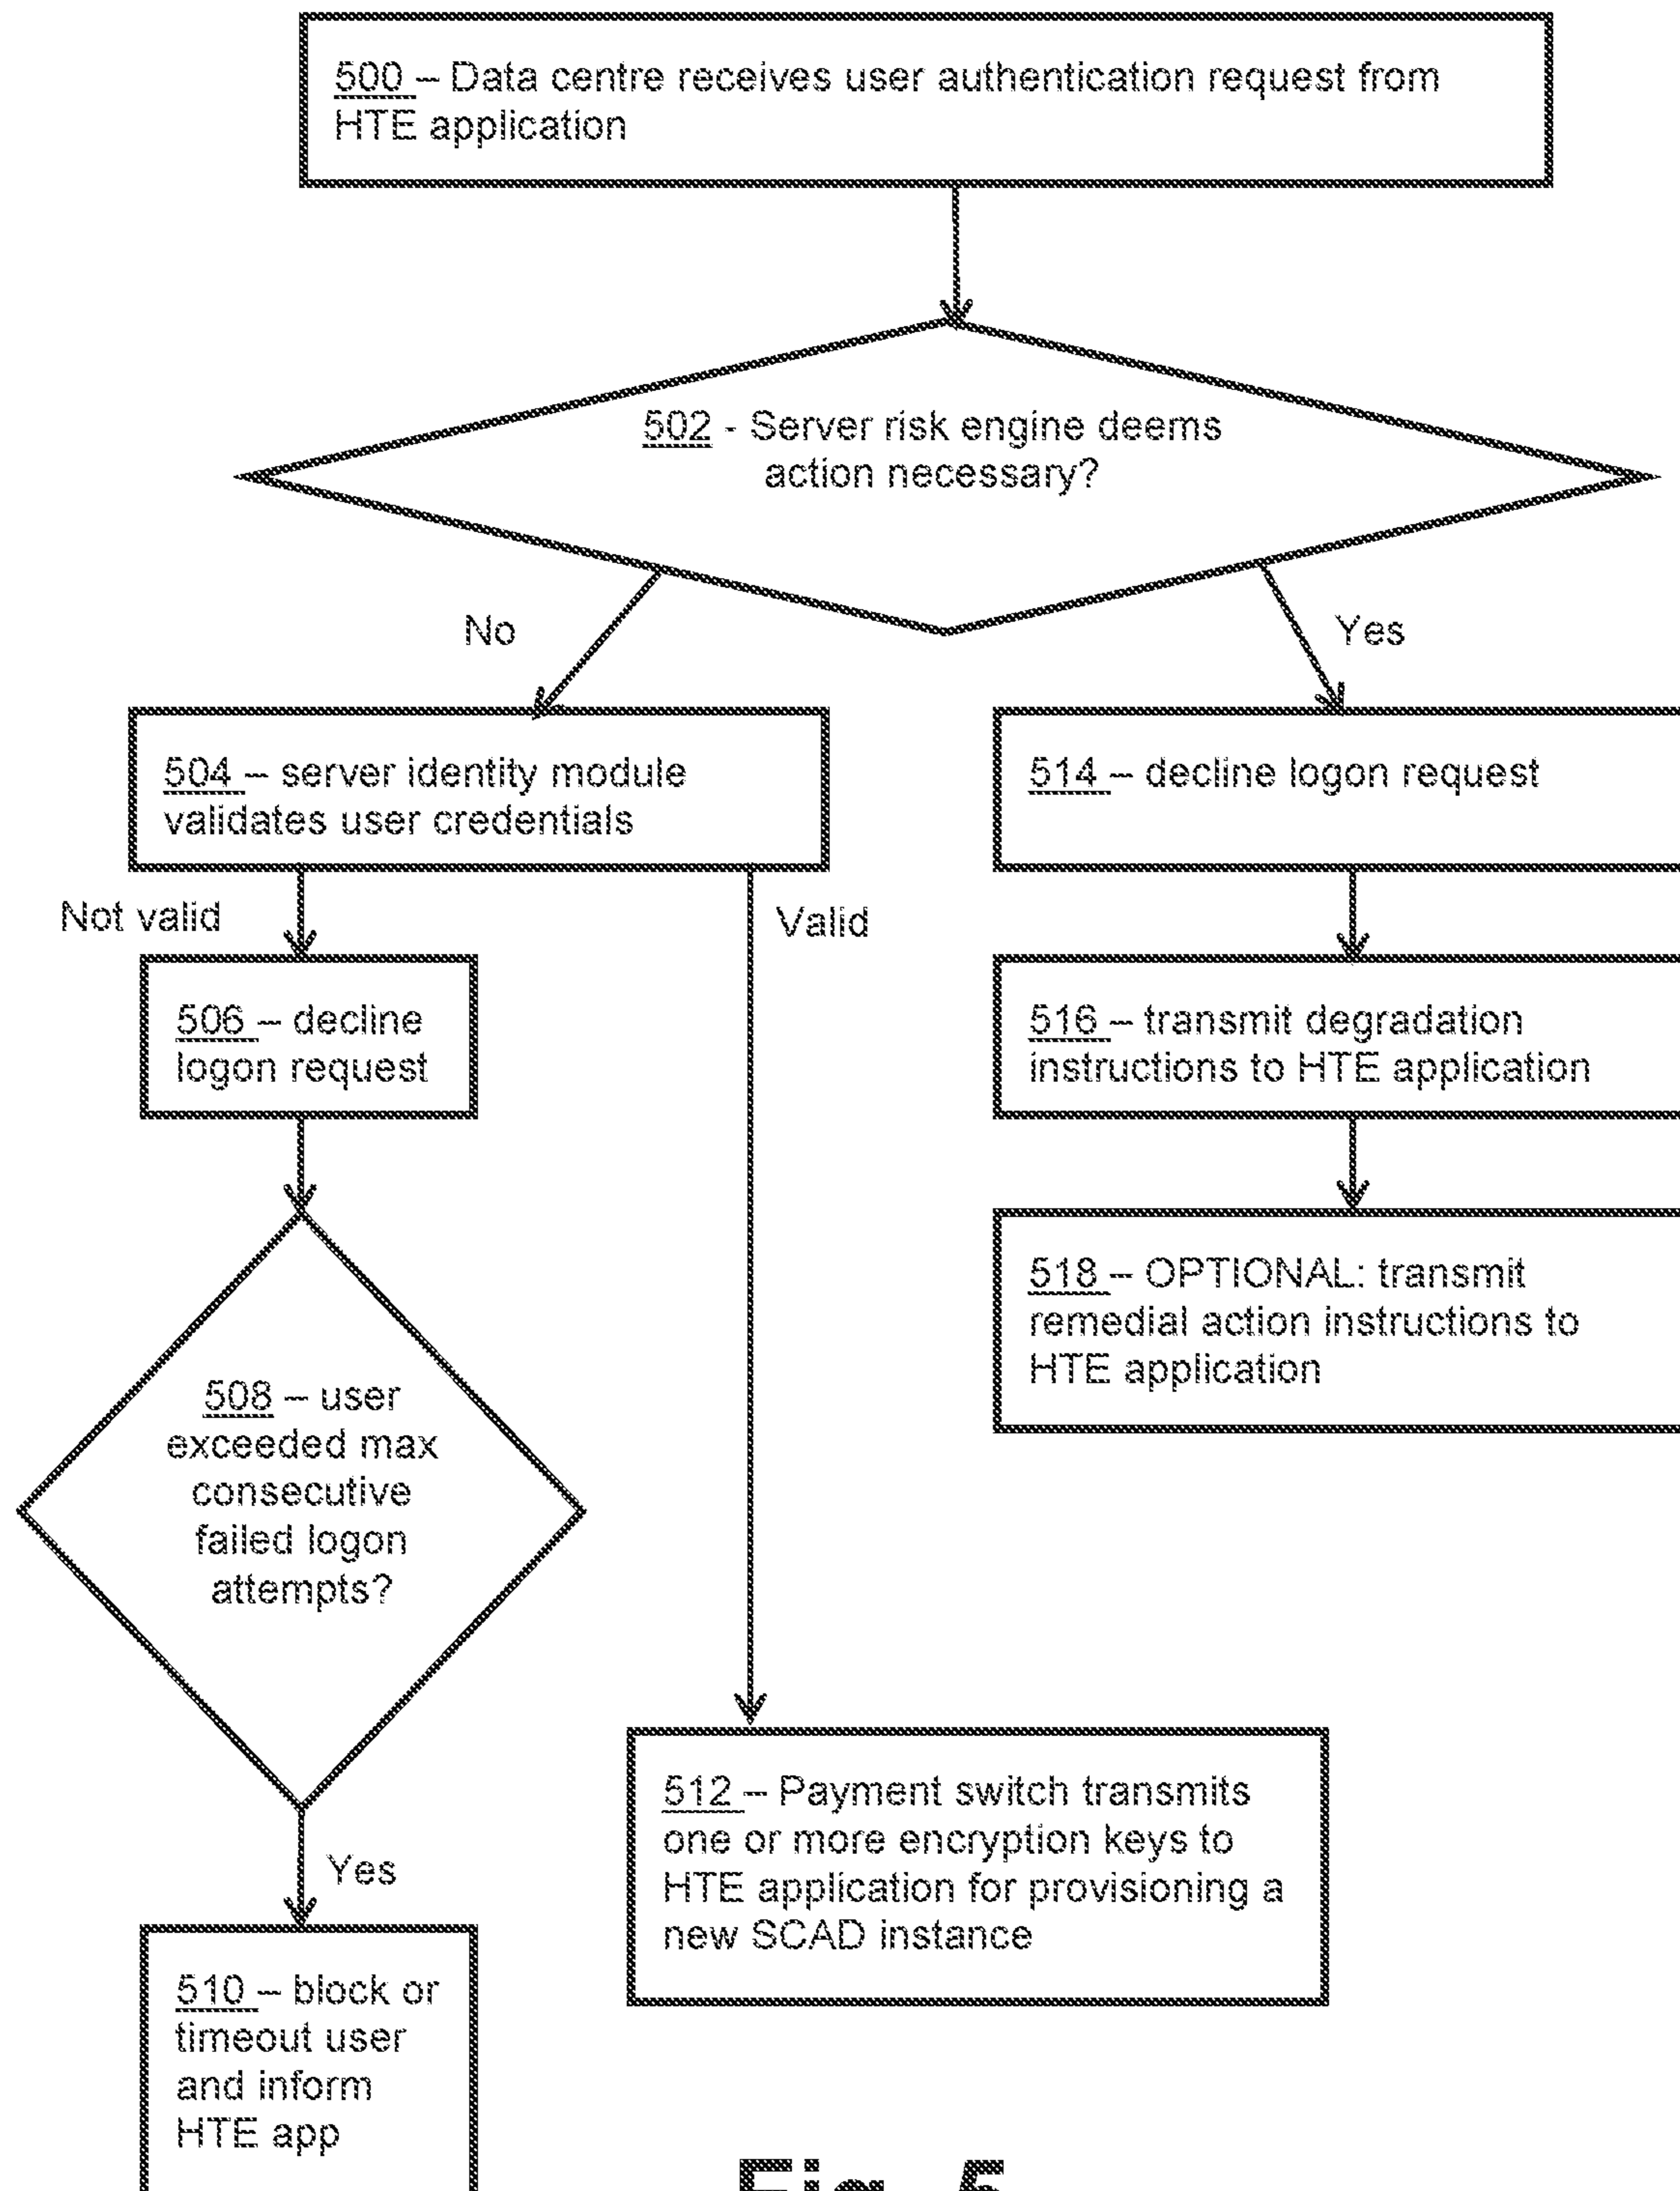 500 – Data centre receives user authentication request from
HTE application
502 - Server risk engine deems
action necessary?
No
Yes
504 – server identity module
validates user credentials
514 – decline logon request
Not valid
Valid
506 – decline
logon request
516 – transmit degradation
instructions to HTE application
518 – OPTIONAL: transmit
remedial action instructions to
HTE application
508 – user
exceeded max
consecutive
failed logon
attempts?
Yes
512 – Payment switch transmits
one or more encryption keys to
HTE application for provisioning a
new SCAD instance
510 – block or
timeout user
and inform
HTE app
Fig. 5